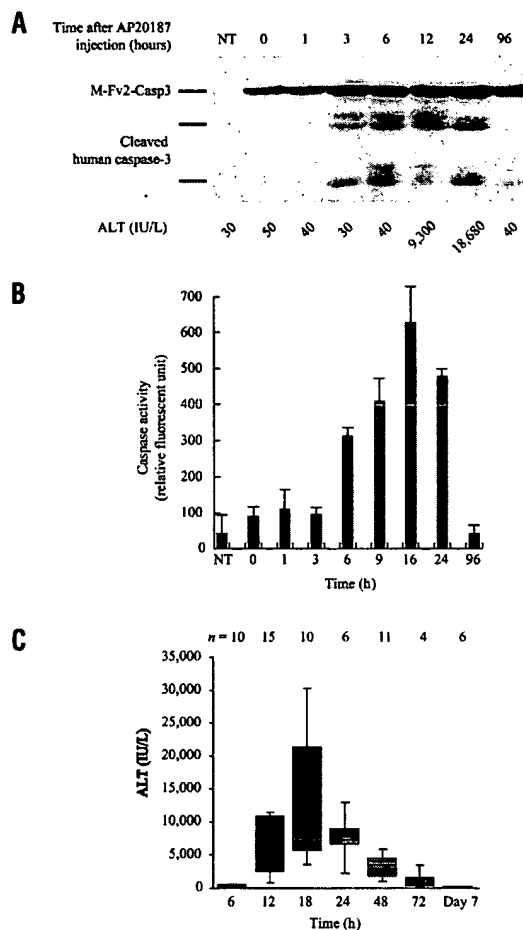 A
Time after AP20187 injection (hours) NT 0 1 3 6 12 24 96
M-Fv2-Casp3
Cleaved
human caspase-3
ALT (IU/L) 30 50 40 30 40 9,300 18,680 40
B
Caspase activity
(relative fluorescent unit)
700
600
500
400
300
200
100
0
NT 0 1 3 6 9 16 24 96
Time (h)
C
n = 10 15 10 6 11 4 6
ALT (IU/L)
35,000
30,000
25,000
20,000
15,000
10,000
5,000
0
6 12 18 24 48 72 Day 7
Time (h)